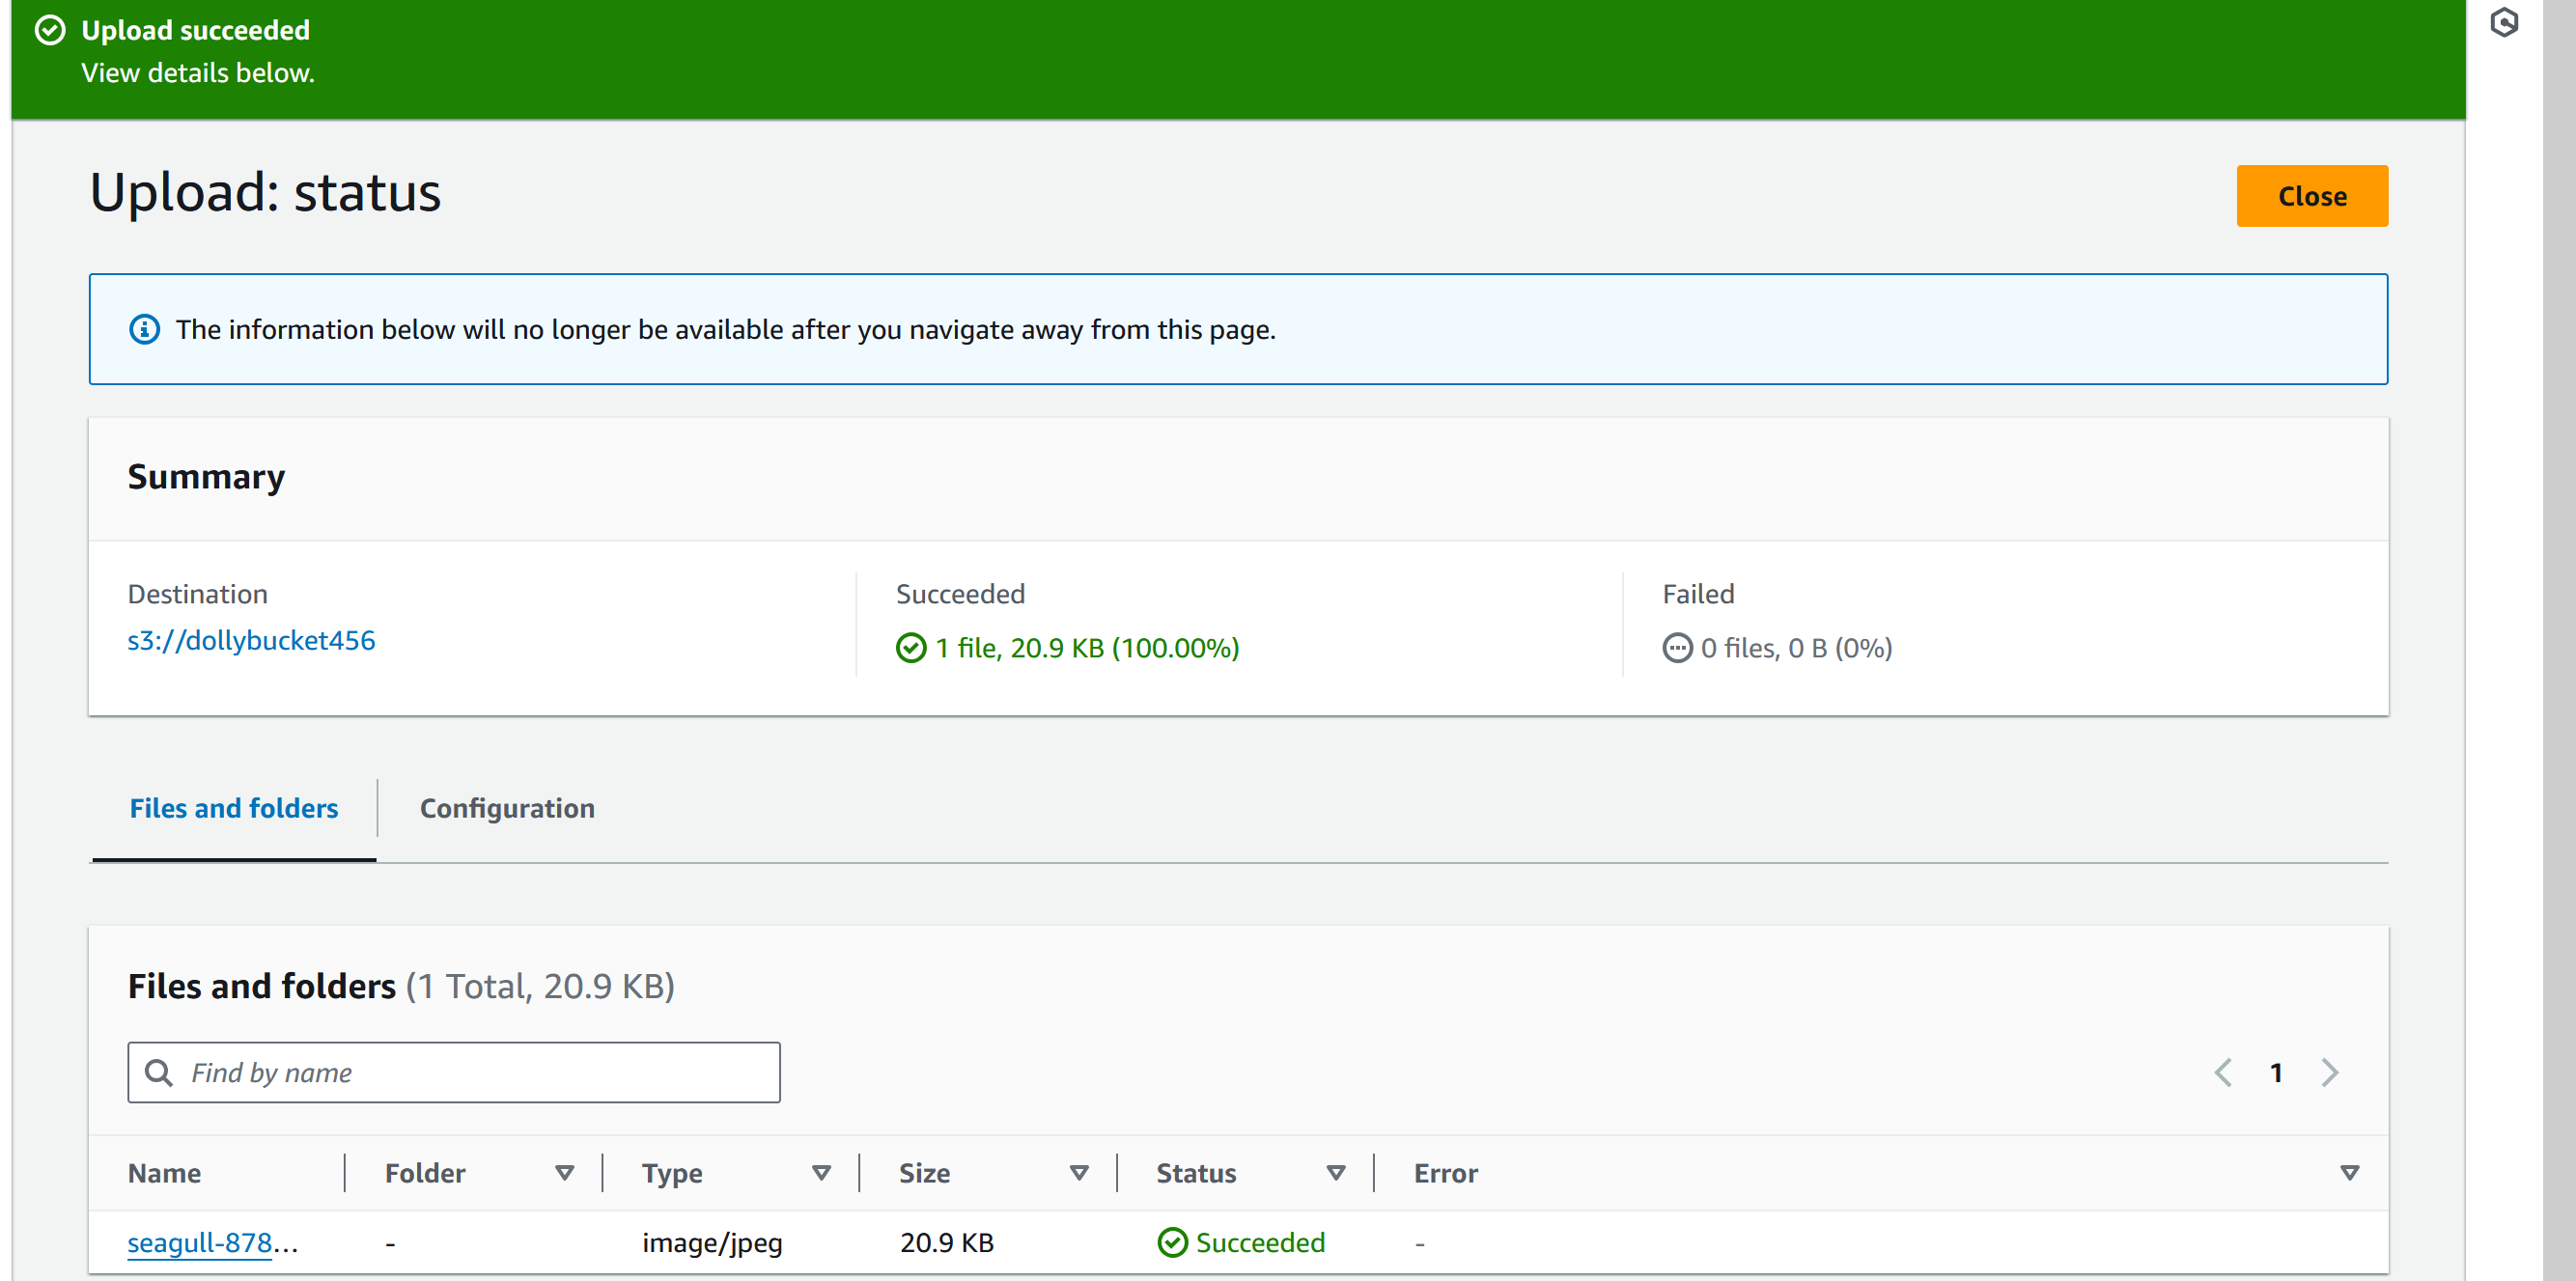 Upload succeeded
View details below.
Upload: status
Close
The information below will no longer be available after you navigate away from this page.
Summary
Destination
s3://dollybucket456
Succeeded
1 file, 20.9 KB (100.00%)
Failed
0 files, 0 B (0%)
Files and folders
Configuration
Files and folders (1 Total, 20.9 KB)
Find by name
1
Name Folder Type Size Status Error
seagull-878... - image/jpeg 20.9 KB Succeeded -